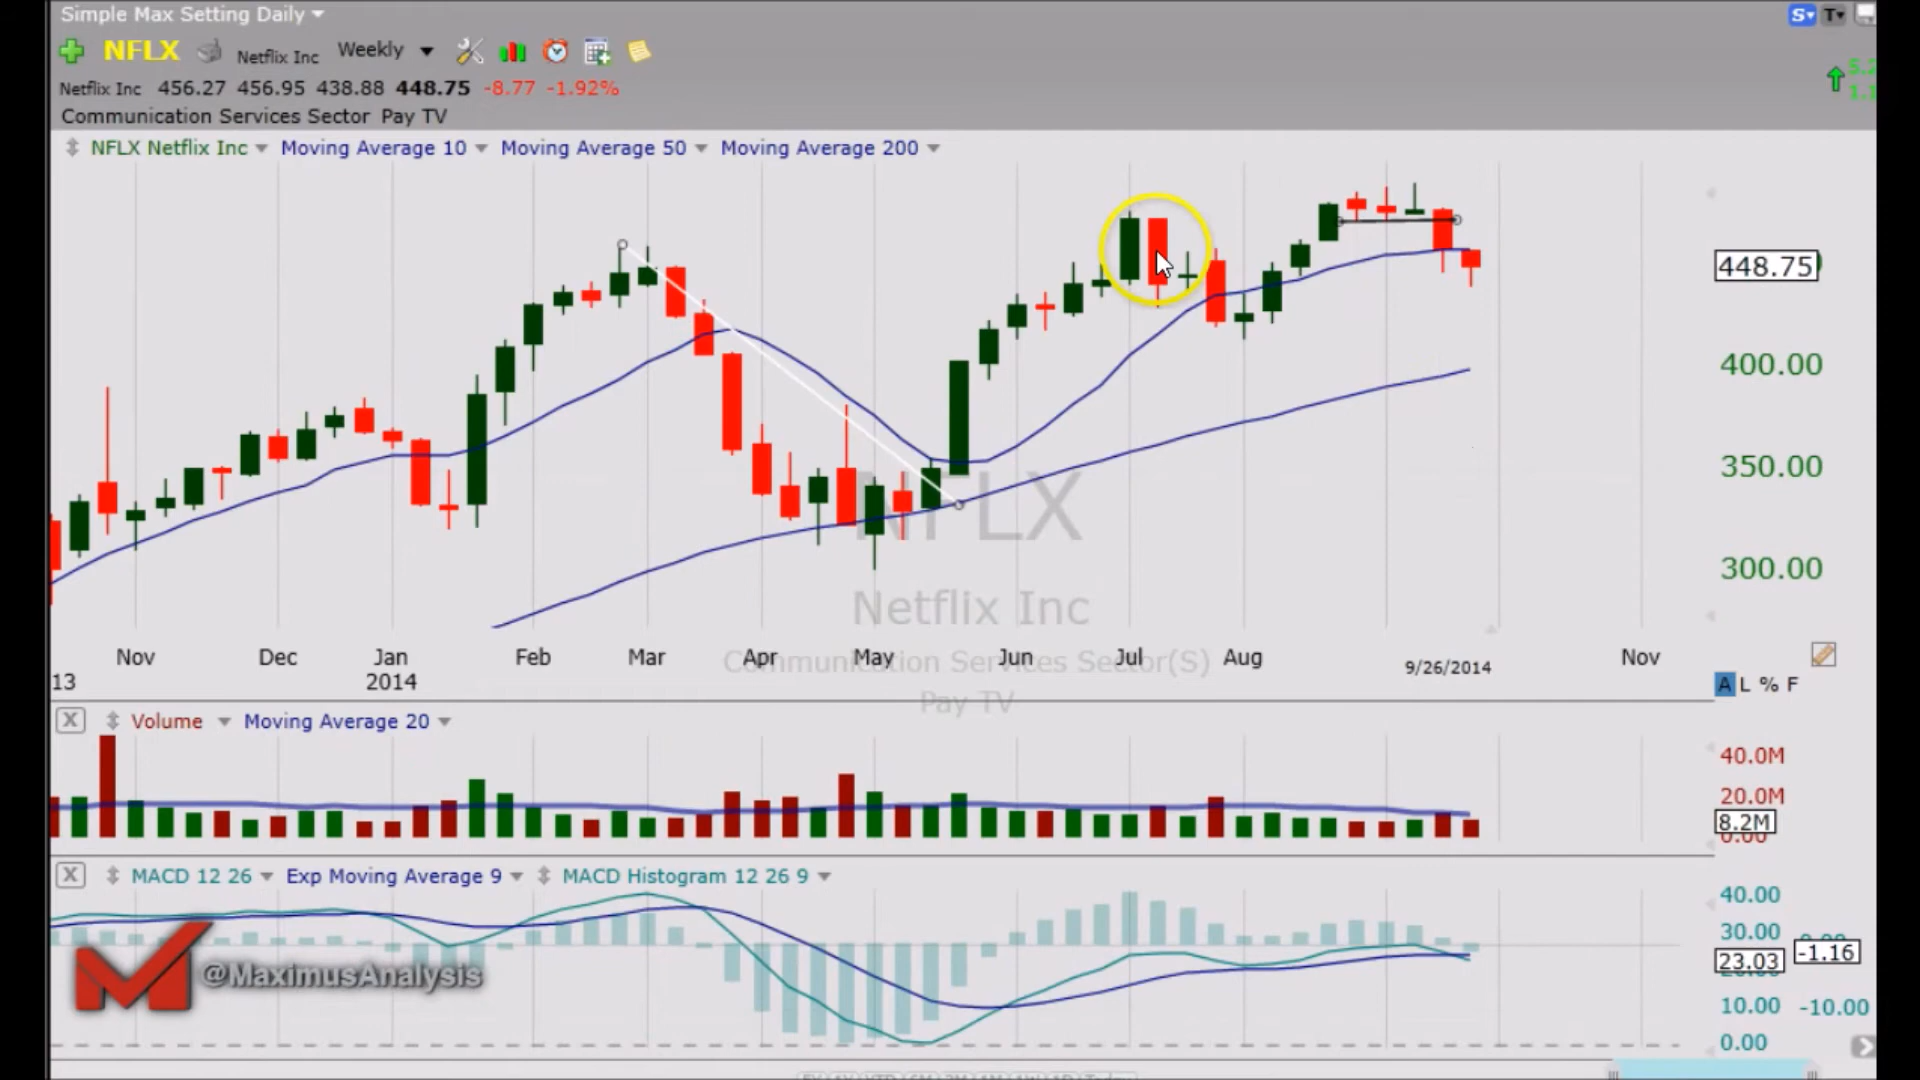 Simple Max Setting Daily
S T
NFLX Netflix Inc Weekly
Netflix Inc 456.27 456.95 438.88 448.75 -8.77 -1.92%
Communication Services Sector Pay TV
NFLX Netflix Inc Moving Average 10 Moving Average 50 Moving Average 200
448.75
400.00
350.00
300.00
NFLX
Netflix Inc
Communication Services Sector(S)
Pay TV
Nov Dec Jan Feb Mar Apr May Jun Jul Aug 9/26/2014 Nov
13 2014
A L % F
X Volume Moving Average 20
40.0M
20.0M
8.2M
X MACD 12 26 Exp Moving Average 9 MACD Histogram 12 26 9
40.00
30.00
23.03 -1.16
10.00 -10.00
0.00
@MaximusAnalysis